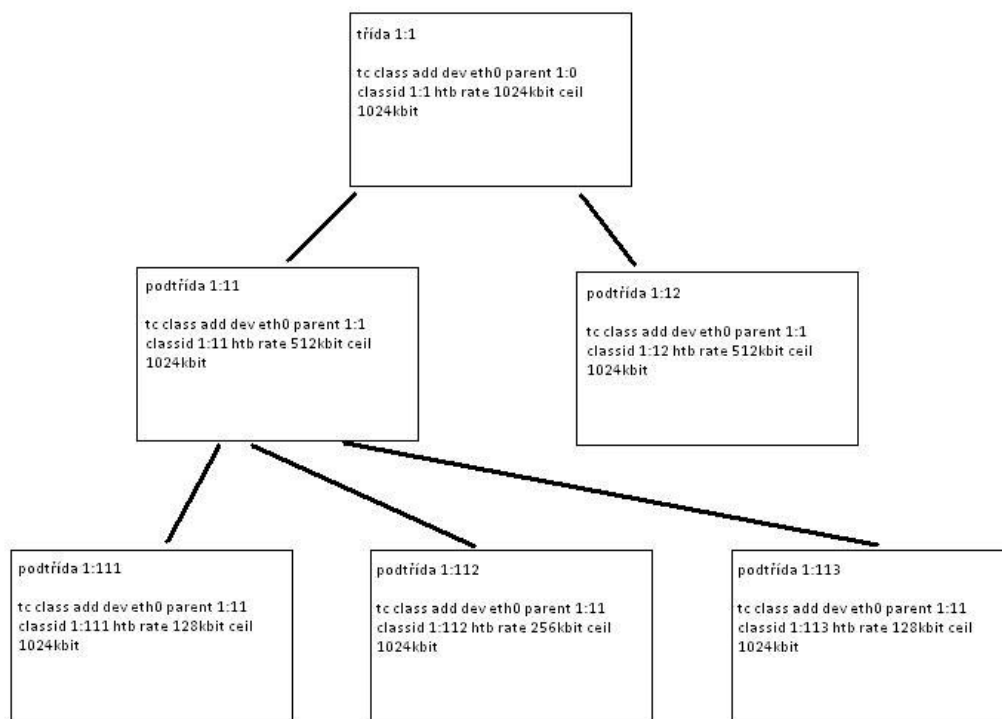 třída 1:1
tc class add dev eth0 parent 1:0
classid 1:1 htb rate 1024kbit ceil
1024kbit
podtřída 1:11
tc class add dev eth0 parent 1:1
classid 1:11 htb rate 512kbit ceil
1024kbit
podtřída 1:12
tc class add dev eth0 parent 1:1
classid 1:12 htb rate 512kbit ceil
1024kbit
podtřída 1:111
tc class add dev eth0 parent 1:11
classid 1:111 htb rate 128kbit ceil
1024kbit
podtřída 1:112
tc class add dev eth0 parent 1:11
classid 1:112 htb rate 256kbit ceil
1024kbit
podtřída 1:113
tc class add dev eth0 parent 1:11
classid 1:113 htb rate 128kbit ceil
1024kbit